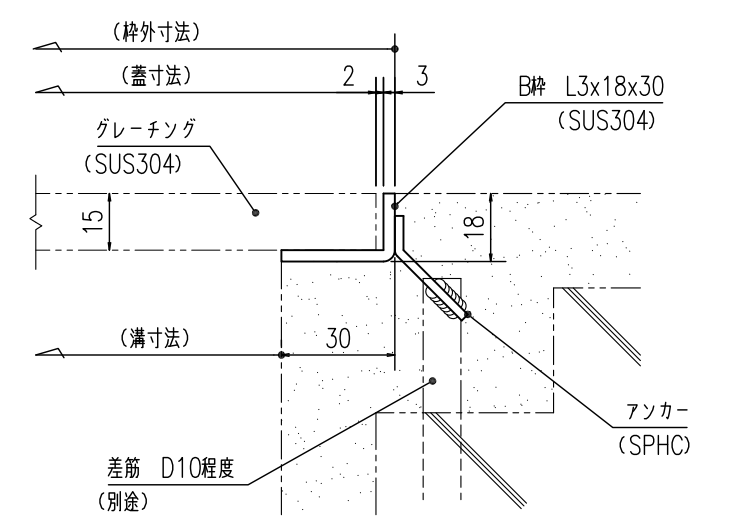 (枠外寸法)
(蓋寸法)
2
3
B枠 L3x18x30
(SUS304)
グレーチング
(SUS304)
15
18
(溝寸法)
30
アンカー
(SPHC)
差筋 D10程度
(別途)